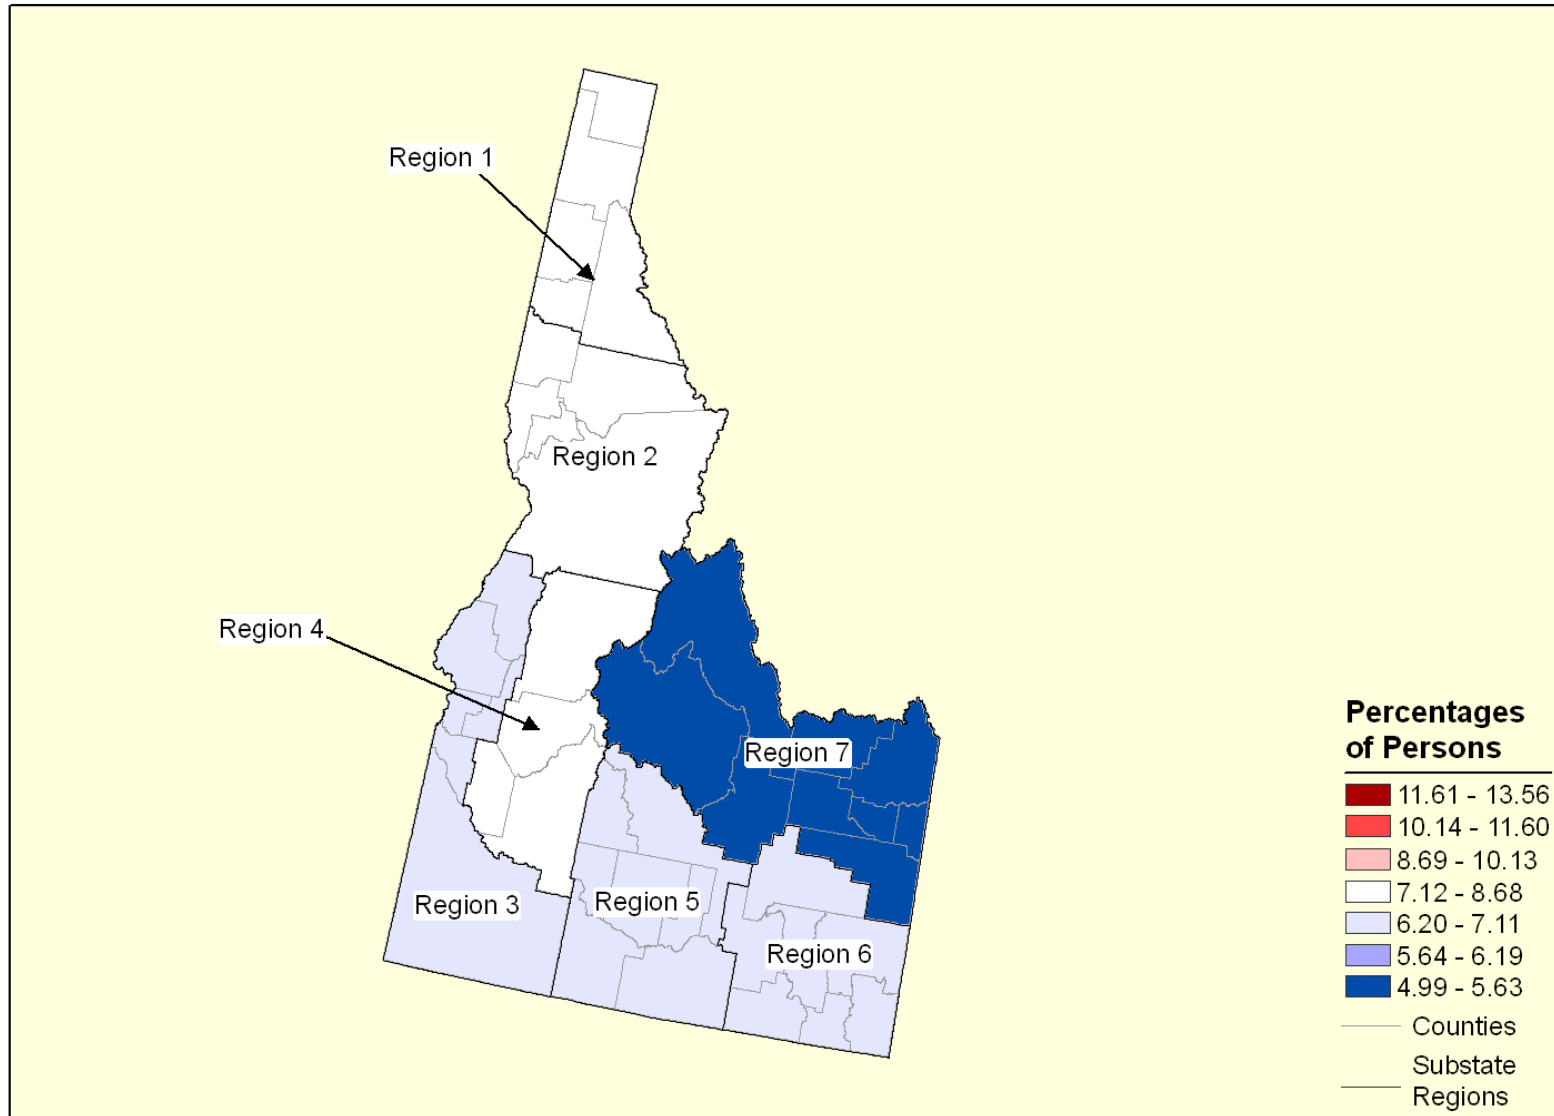 Region 1
Region 2
Region 4
Region 7
Region 3
Region 5
Region 6
Percentages
of Persons
11.61 - 13.56
10.14 - 11.60
8.69 - 10.13
7.12 - 8.68
6.20 - 7.11
5.64 - 6.19
4.99 - 5.63
Counties
Substate
Regions